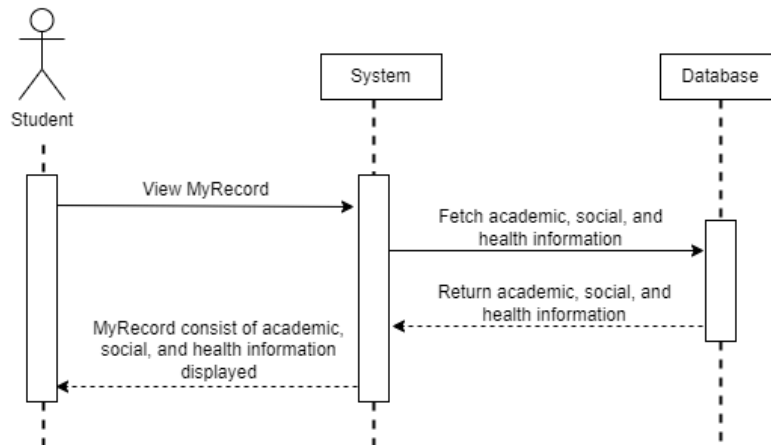 Student
System
Database
View MyRecord
Fetch academic, social, and
health information
Return academic, social, and
health information
MyRecord consist of academic,
social, and health information
displayed